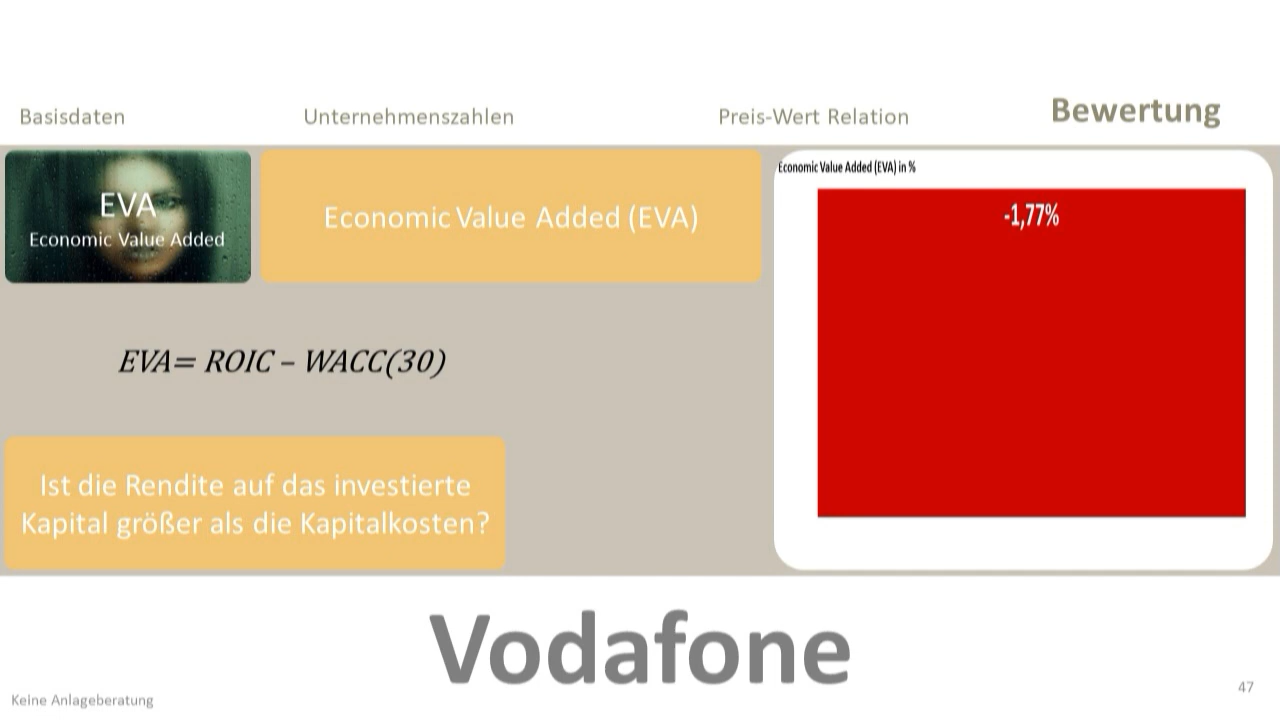 Basisdaten
Unternehmenszahlen
Preis-Wert Relation
Bewertung
EVA
Economic Value Added
Economic Value Added (EVA)
Economic Value Added (EVA) in %
-1,77%
EVA= ROIC – WACC(30)
Ist die Rendite auf das investierte
Kapital größer als die Kapitalkosten?
Vodafone
Keine Anlageberatung
47